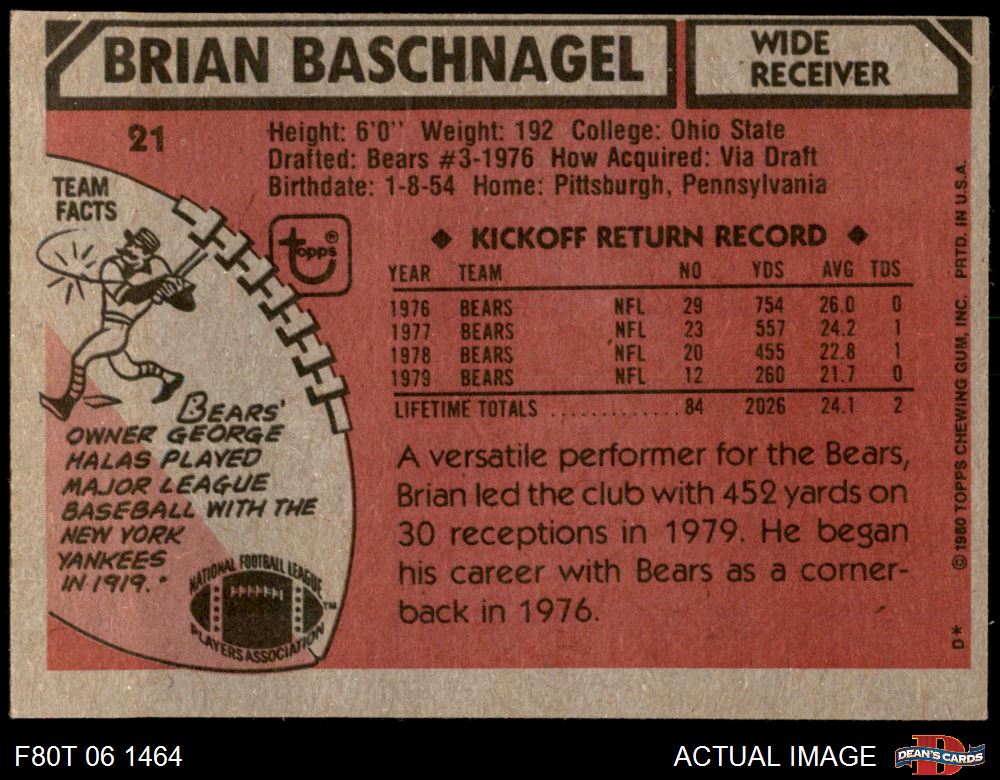 BRIAN BASCHNAGEL
WIDE
RECEIVER
21
Height: 6'0" Weight: 192 College: Ohio State
Drafted: Bears #3-1976 How Acquired: Via Draft
Birthdate: 1-8-54 Home: Pittsburgh, Pennsylvania
TEAM
FACTS
topps®
◆ KICKOFF RETURN RECORD ◆
YEAR TEAM NO YDS AVG TDS
1976 BEARS NFL 29 754 26.0 0
1977 BEARS NFL 23 557 24.2 1
1978 BEARS NFL 20 455 22.8 1
1979 BEARS NFL 12 260 21.7 0
LIFETIME TOTALS ............. 84 2026 24.1 2
BEARS'
OWNER GEORGE
HALAS PLAYED
MAJOR LEAGUE
BASEBALL WITH THE
NEW YORK
YANKEES
IN 1919.
NATIONAL FOOTBALL LEAGUE
PLAYERS ASSOCIATION
TM
A versatile performer for the Bears,
Brian led the club with 452 yards on
30 receptions in 1979. He began
his career with Bears as a corner-
back in 1976.
D* © 1980 TOPPS CHEWING GUM, INC. PRTD. IN U.S.A.
F80T 06 1464
ACTUAL IMAGE
D
DEAN'S CARDS